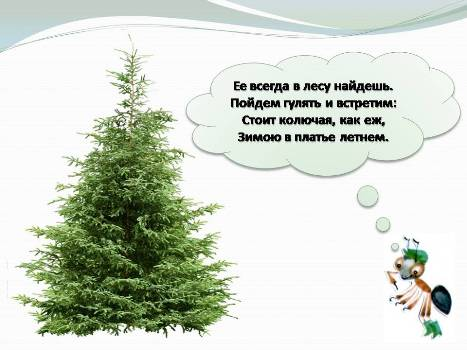 Ее всегда в лесу найдешь.
Пойдем гулять и встретим:
Стоит колючая, как еж,
Зимою в платье летнем.